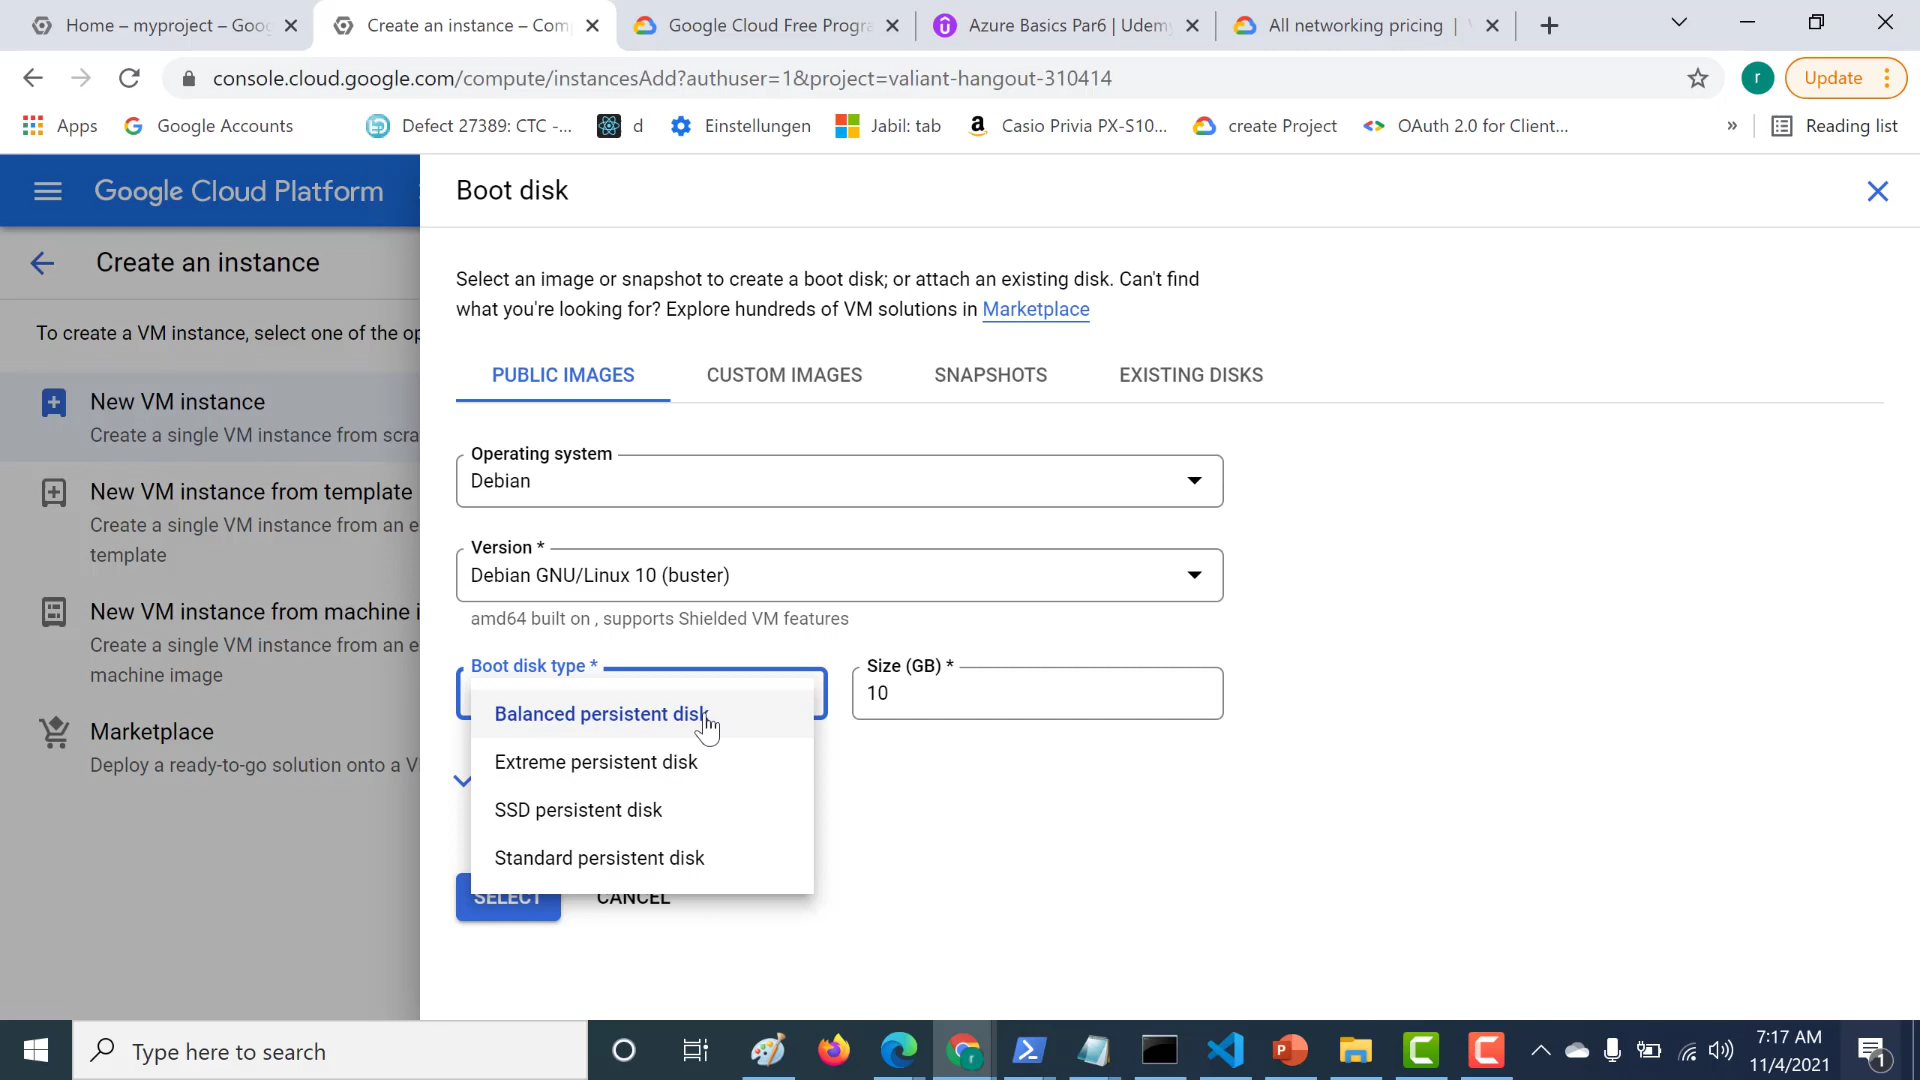 Home – myproject – Goog
Create an instance – Com
Google Cloud Free Progra
Azure Basics Par6 | Udem
All networking pricing |
console.cloud.google.com/compute/instancesAdd?authuser=1&project=valiant-hangout-310414
r
Update
Apps
Google Accounts
Defect 27389: CTC -...
d
Einstellungen
Jabil: tab
Casio Privia PX-S10...
create Project
OAuth 2.0 for Client...
»
Reading list
Google Cloud Platform
Create an instance
To create a VM instance, select one of the op
New VM instance
Create a single VM instance from scra
New VM instance from template
Create a single VM instance from an e
template
New VM instance from machine i
Create a single VM instance from an e
machine image
Marketplace
Deploy a ready-to-go solution onto a V
Boot disk
Select an image or snapshot to create a boot disk; or attach an existing disk. Can't find
what you're looking for? Explore hundreds of VM solutions in Marketplace
PUBLIC IMAGES
CUSTOM IMAGES
SNAPSHOTS
EXISTING DISKS
Operating system
Debian
Version *
Debian GNU/Linux 10 (buster)
amd64 built on , supports Shielded VM features
Boot disk type *
Size (GB) *
10
Balanced persistent disk
Extreme persistent disk
SSD persistent disk
Standard persistent disk
SELECT
CANCEL
Type here to search
7:17 AM
11/4/2021
1